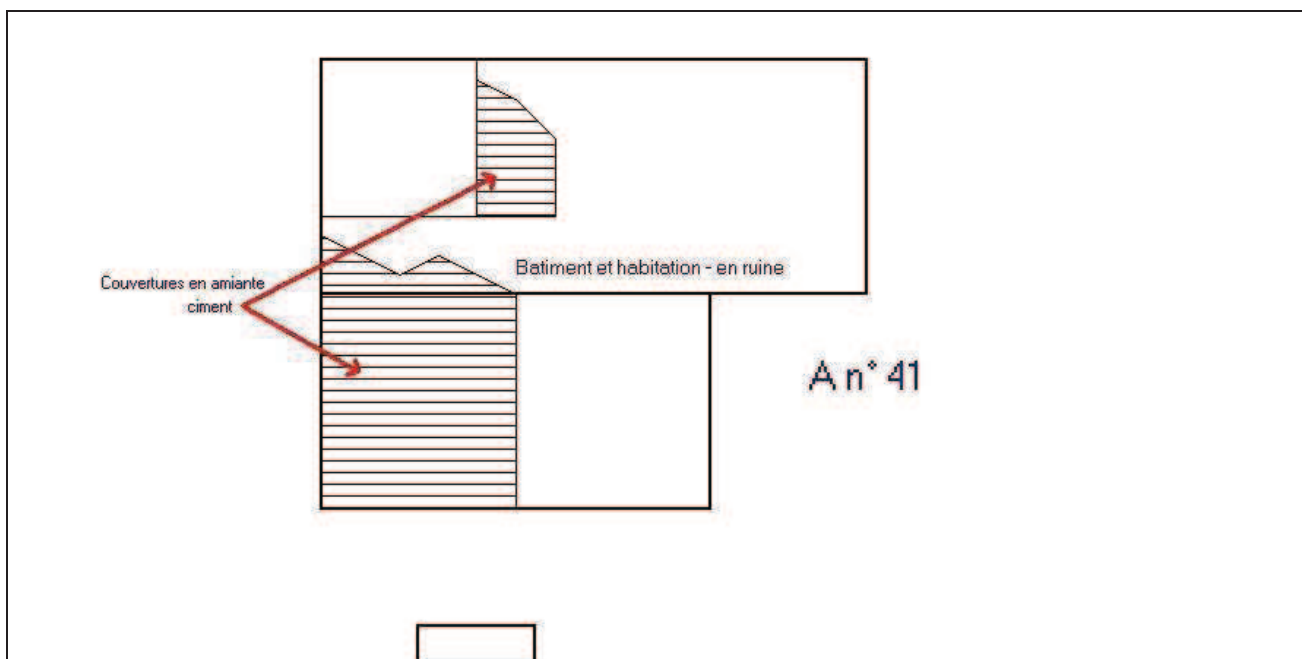 Batiment et habitation - en ruine
Couvertures en amiante
ciment
A n° 41